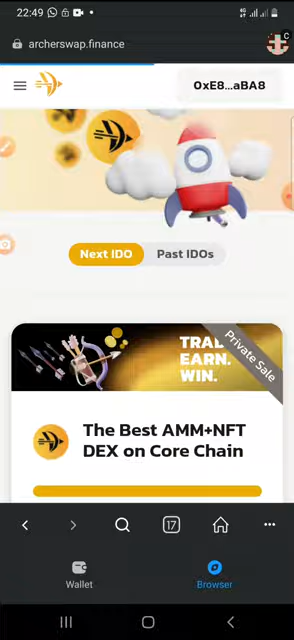 22:49
archerswap.finance
C
0xE8...aBA8
Next IDO
Past IDOs
TRAD
EARN.
WIN.
Private Sale
The Best AMM+NFT
DEX on Core Chain
17
Wallet
Browser